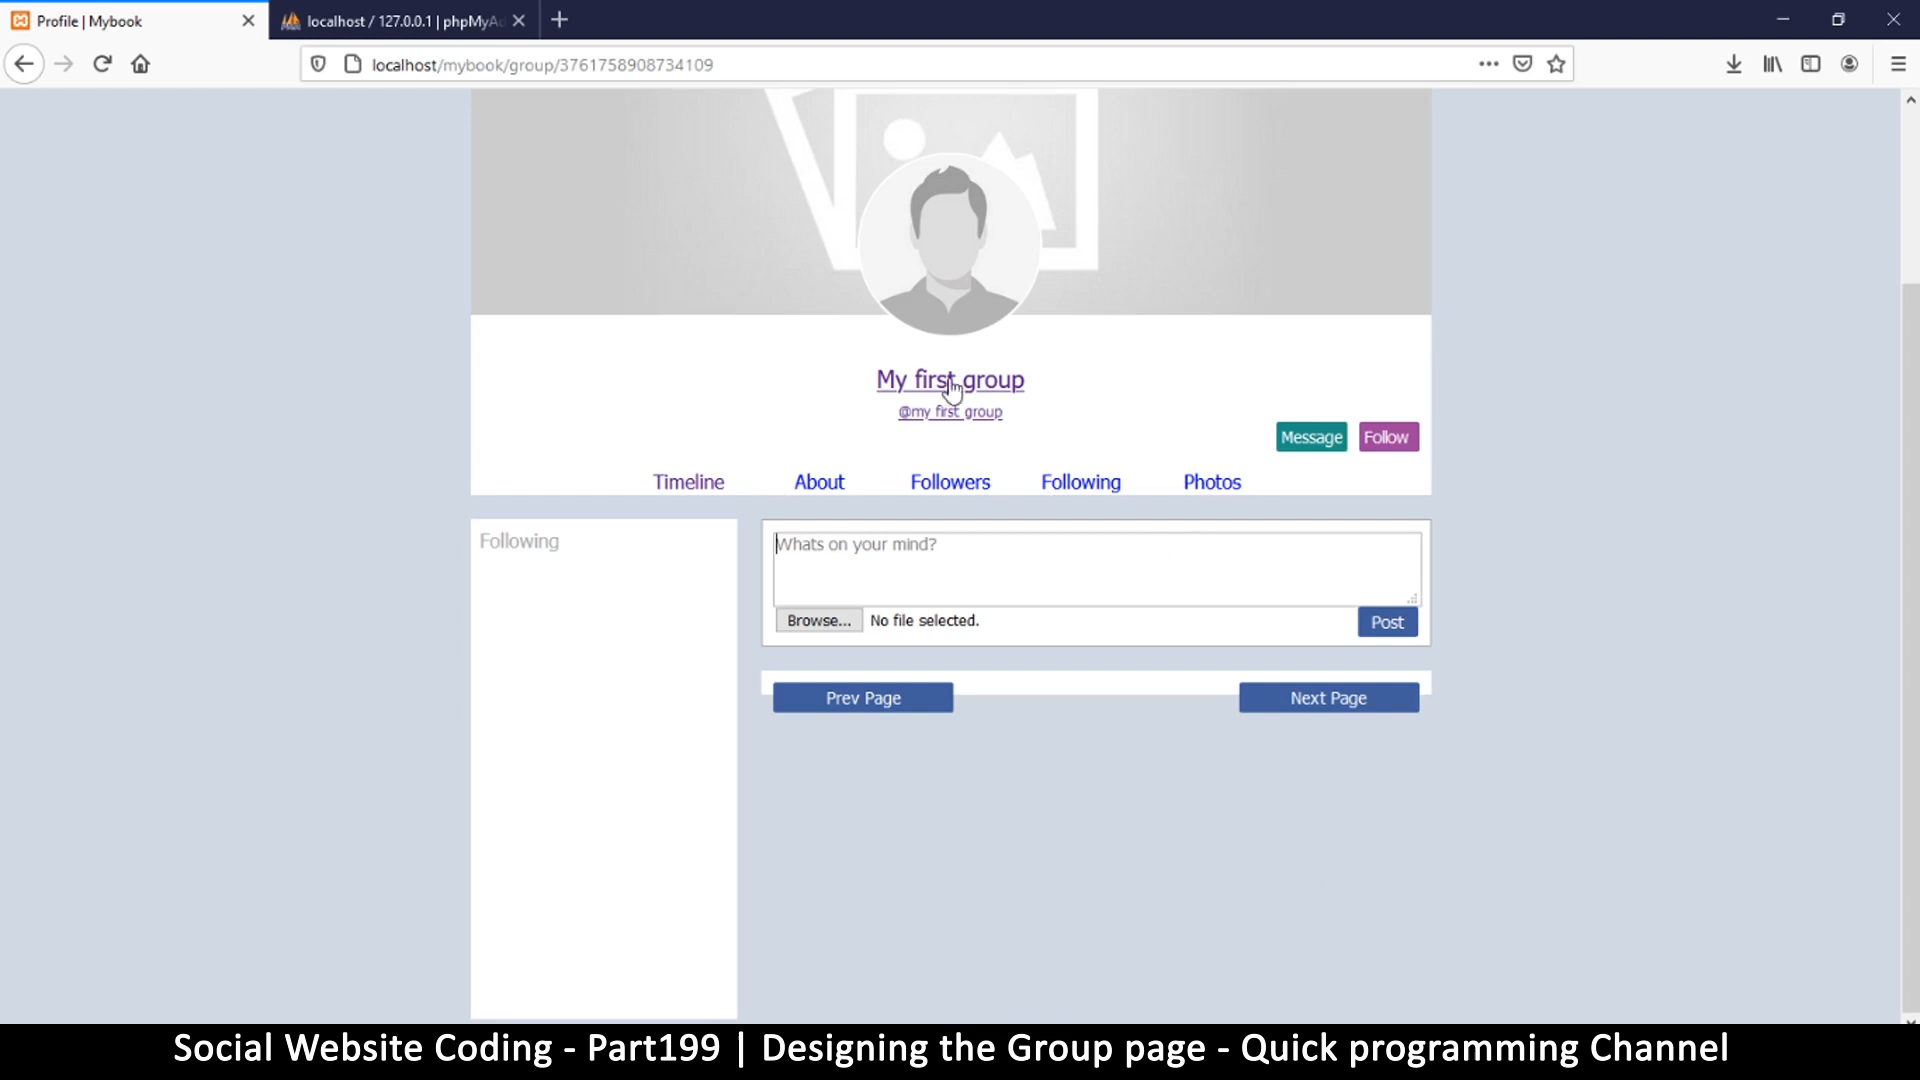 Profile | Mybook
localhost / 127.0.0.1 | phpMyAd
localhost/mybook/group/3761758908734109
My first group
@my first group
Message Follow
Timeline About Followers Following Photos
Following
Whats on your mind?
Browse... No file selected.
Post
Prev Page Next Page
Social Website Coding - Part199 | Designing the Group page - Quick programming Channel